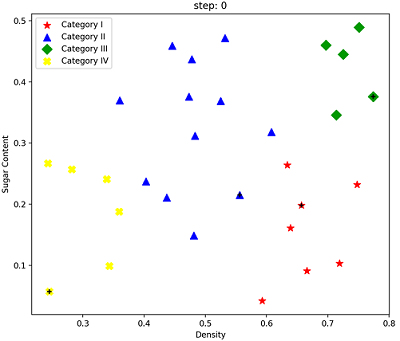 step: 0
Category I
Category II
Category III
Category IV
Sugar Content
0.5
0.4
0.3
0.2
0.1
0.3 0.4 0.5 0.6 0.7 0.8
Density